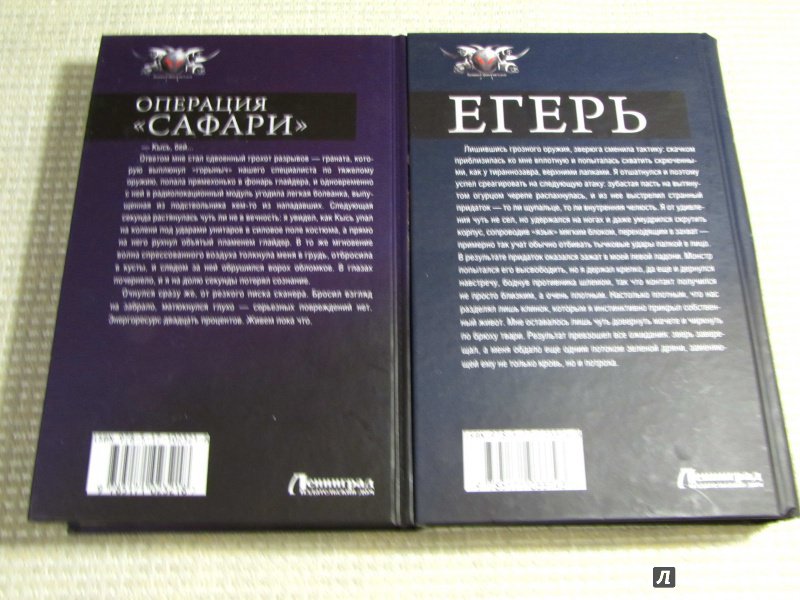 ОПЕРАЦИЯ
«САФАРИ»
— Кысь, бей...
Ответом мне стал сдвоенный грохот разрывов — граната, кото-
рую выплюнул «горыныч» нашего специалиста по тяжелому
оружию, попала прямехонько в фонарь глайдера, и одновременно
с ней в радиолокационный модуль угодила легкая болванка, выпу-
щенная из подствольника кем-то из нападавших. Следующая
секунда растянулась чуть ли не в вечность: я увидел, как Кысь упал
на колени под ударами унитаров в силовое поле костюма, а прямо
на него рухнул объятый пламенем глайдер. В то же мгновение
волна спрессованного воздуха толкнула меня в грудь, отбросила
в кусты, и следом за ней обрушился ворох обломков. В глазах
почернело, и я на долю секунды потерял сознание.
Очнулся сразу же, от резкого писка сканера. Бросил взгляд
на забрало, матюкнулся глухо — серьезных повреждений нет.
Энергоресурс двадцать процентов. Живем пока что.
Ленинград
ИЗДАТЕЛЬСКИЙ ДОМ
ЕГЕРЬ
Лишившись грозного оружия, зверюга сменила тактику: скачком
приблизилась ко мне вплотную и попыталась схватить скрюченны-
ми, как у тираннозавра, верхними лапками. Я отшатнулся и поэтому
успел среагировать на следующую атаку: зубастая пасть на вытяну-
том огурцом черепе распахнулась, и из нее выстрелил странный
придаток — то ли щупальце, то ли внутренняя челюсть. Я от удивле-
ния чуть не сел, но удержался на ногах и даже умудрился скрутить
корпус, сопроводив «язык» мягким блоком, переходящим в захват —
примерно так учат обычно отбивать тычковые удары палкой в лицо.
В результате придаток оказался зажат в моей левой ладони. Монстр
попытался его высвободить, но я держал крепко, да еще и дернулся
навстречу, боднув противника шлемом, так что контакт получился
не просто близким, а очень плотным. Настолько плотным, что нас
разделял лишь клинок, которым я инстинктивно прикрыл собствен-
ный живот. Мне оставалось лишь чуть довернуть мачете и чиркнуть
по брюху твари. Результат превзошел все ожидания: зверь завере-
щал, а меня обдало еще одним потоком зеленой дряни, заменяю-
щей ему не только кровь, но и потроха.
Ленинград
ИЗДАТЕЛЬСКИЙ ДОМ
Л